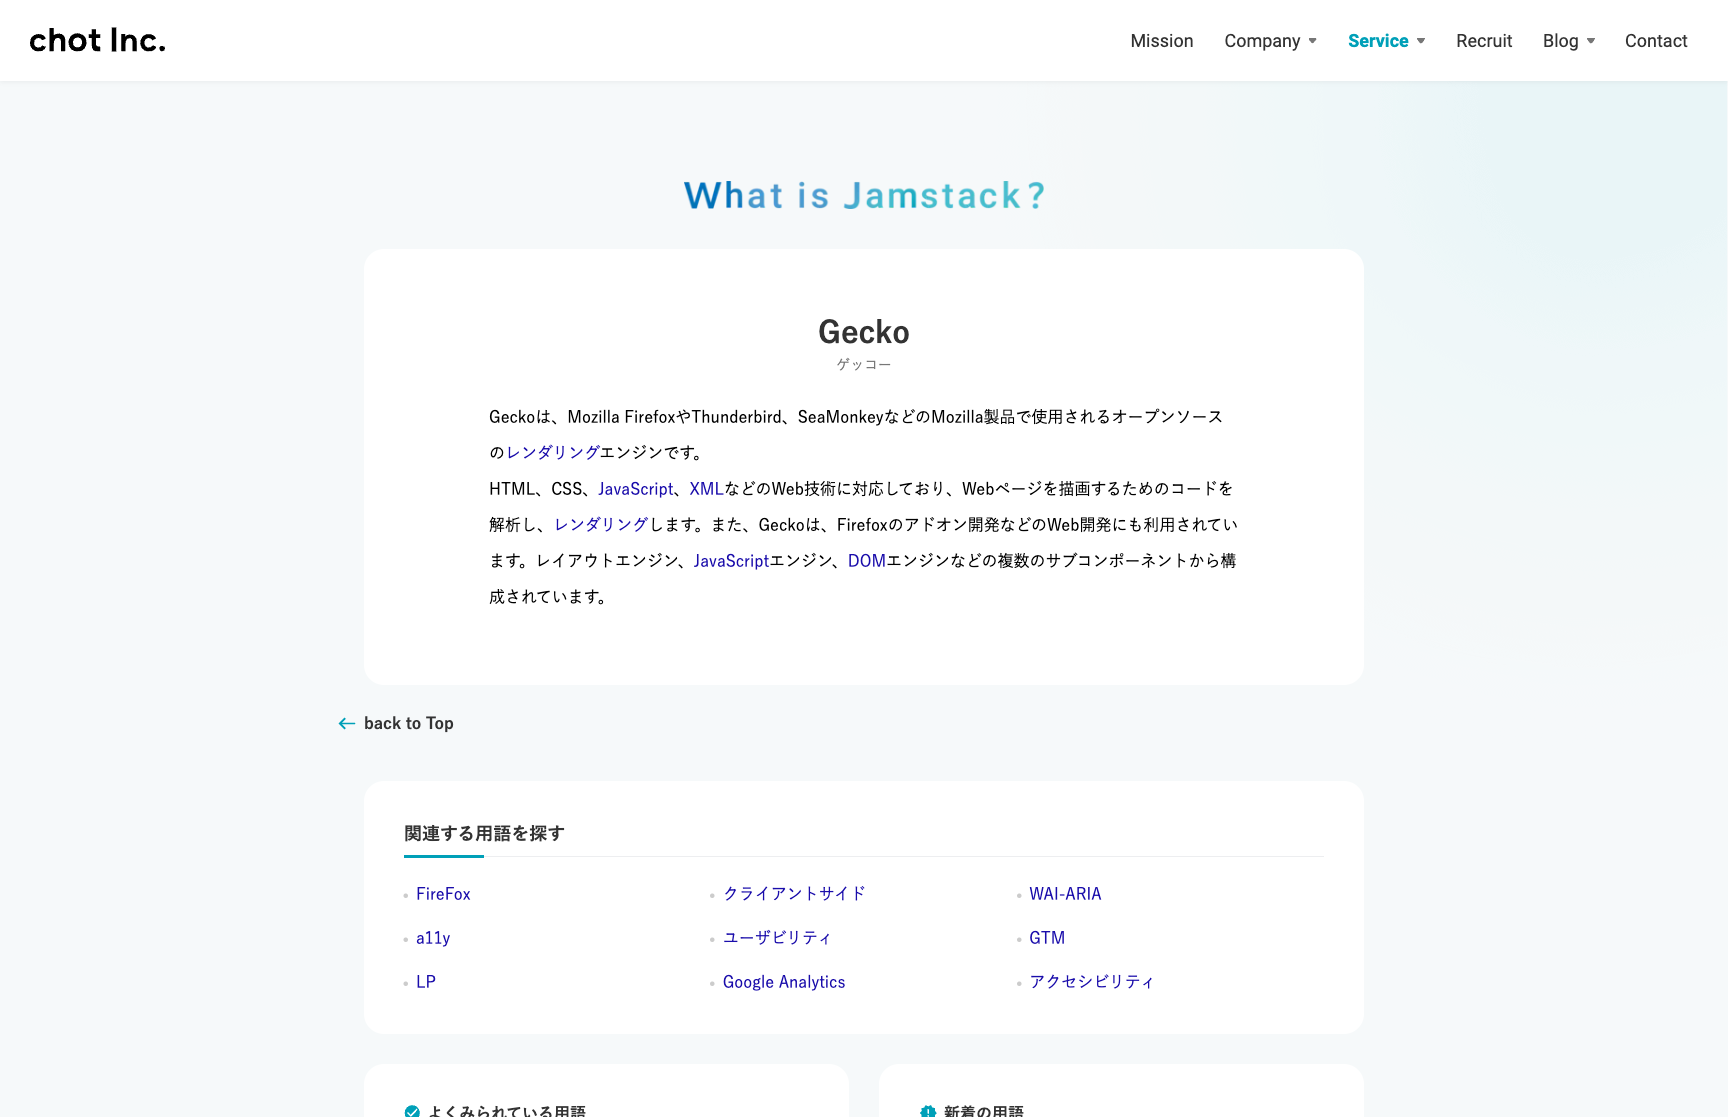 chot Inc.
Mission
Company
Service
Recruit
Blog
Contact
What is Jamstack?
Gecko
ゲッコー
Geckoは、Mozilla FirefoxやThunderbird、SeaMonkeyなどのMozilla製品で使用されるオープンソース
のレンダリングエンジンです。
HTML、CSS、JavaScript、XMLなどのWeb技術に対応しており、Webページを描画するためのコードを
解析し、レンダリングします。また、Geckoは、Firefoxのアドオン開発などのWeb開発にも利用されてい
ます。レイアウトエンジン、JavaScriptエンジン、DOMエンジンなどの複数のサブコンポーネントから構
成されています。
back to Top
関連する用語を探す
FireFox
クライアントサイド
WAI-ARIA
a11y
ユーザビリティ
GTM
LP
Google Analytics
アクセシビリティ
よくみられている用語
新着の用語